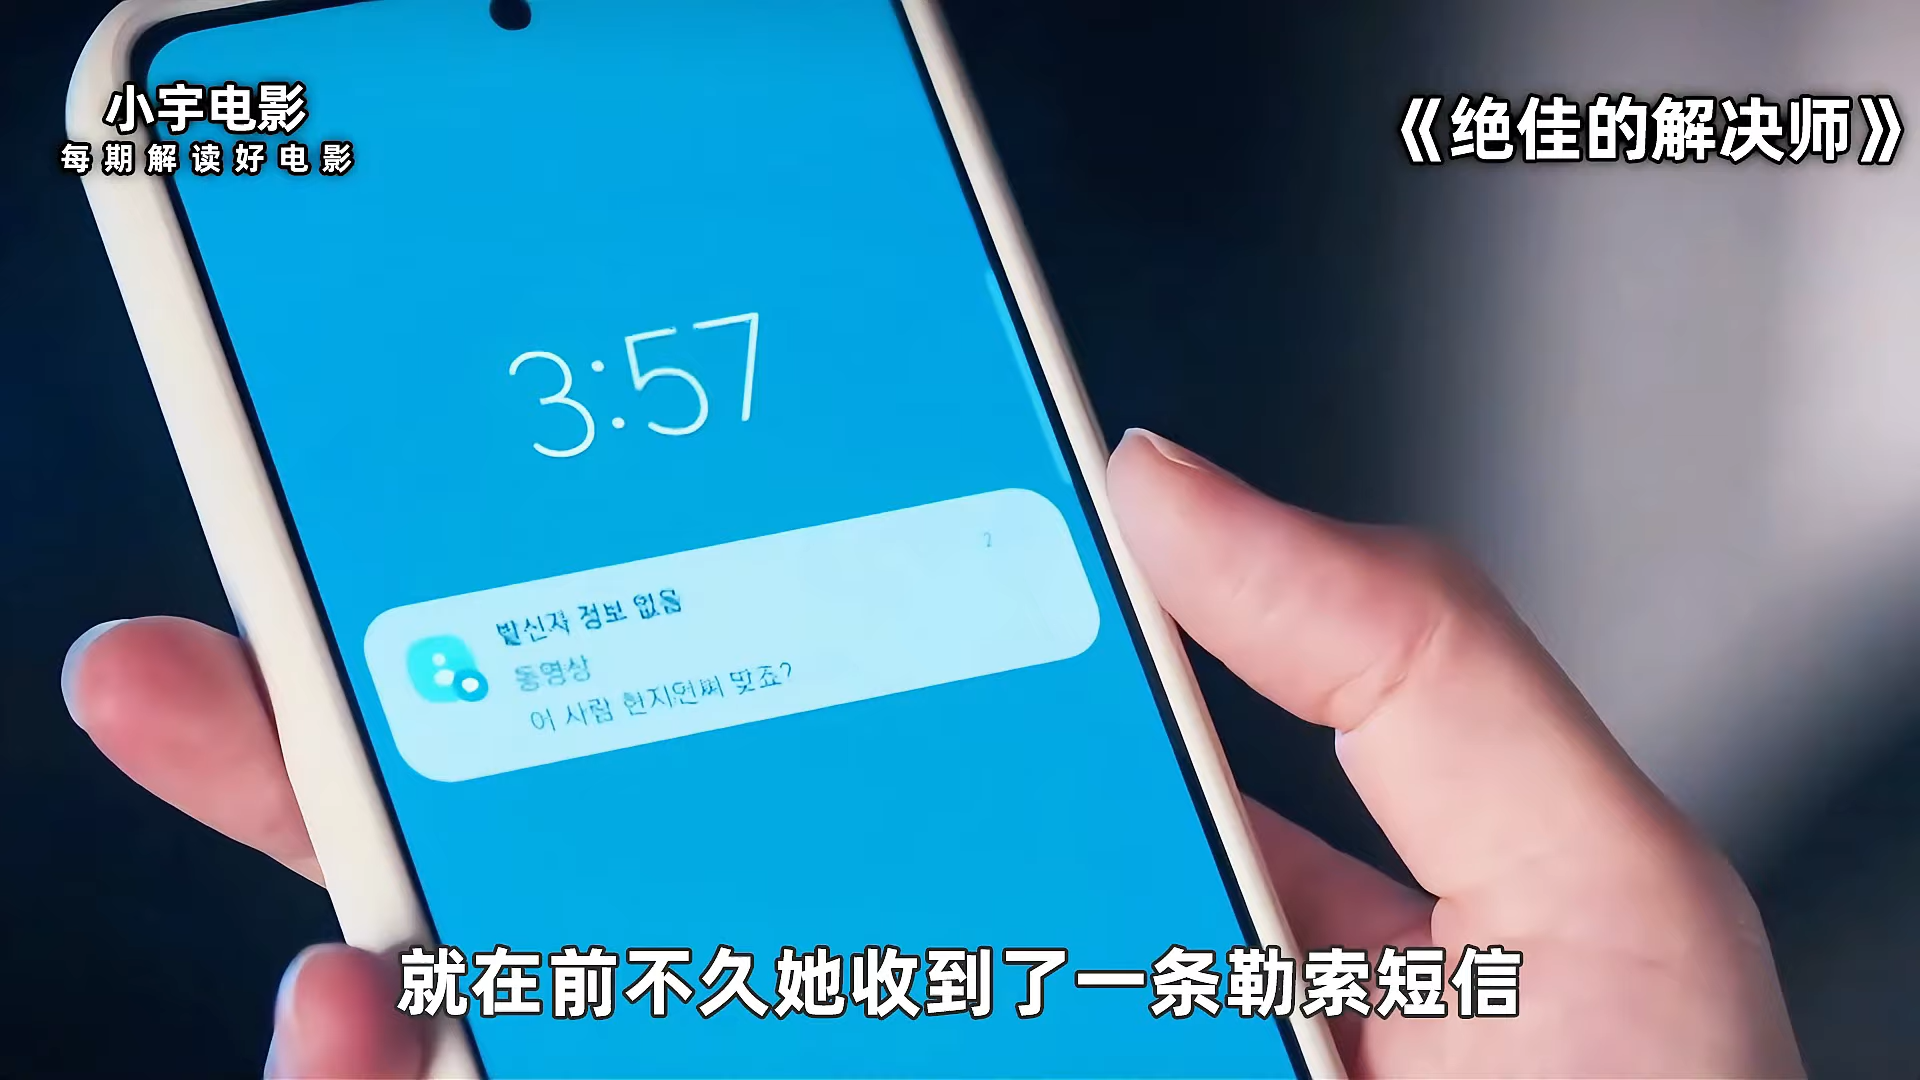 小宇电影
每期解读好电影
《绝佳的解决师》
3:57
2
발신자 정보 없음
동영상
이 사람 현지연씨 맞죠?
就在前不久她收到了一条勒索短信